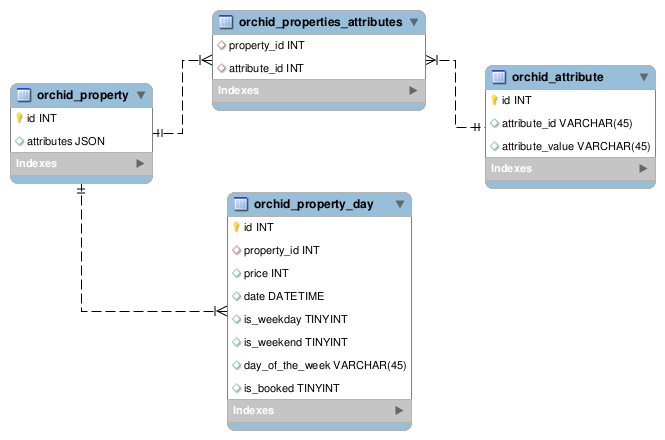 orchid_properties_attributes
property_id INT
attribute_id INT
Indexes
orchid_property
id INT
attributes JSON
Indexes
orchid_attribute
id INT
attribute_id VARCHAR(45)
attribute_value VARCHAR(45)
Indexes
orchid_property_day
id INT
property_id INT
price INT
date DATETIME
is_weekday TINYINT
is_weekend TINYINT
day_of_the_week VARCHAR(45)
is_booked TINYINT
Indexes